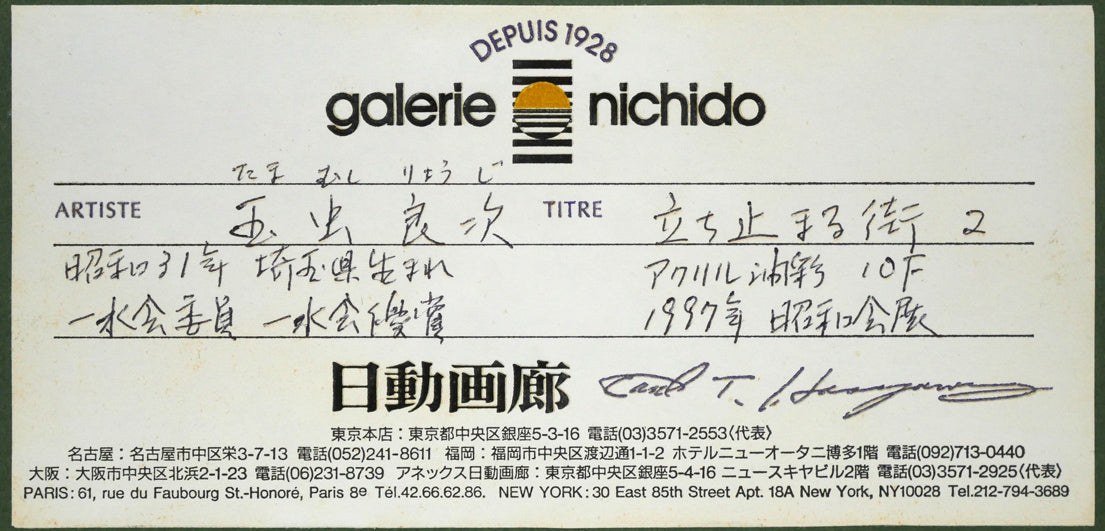 DEPUIS 1928
galerie nichido
たま むし りょうじ
ARTISTE 玉虫良次 TITRE 立ち止まる街 2
昭和31年 埼玉県生まれ アクリル油彩 10F
一水会委員 一水会優賞 1997年 昭和会展
日動画廊
東京本店：東京都中央区銀座5-3-16 電話(03)3571-2553〈代表〉
名古屋：名古屋市中区栄3-7-13 電話(052)241-8611 福岡：福岡市中央区渡辺通1-1-2 ホテルニューオータニ博多1階 電話(092)713-0440
大阪：大阪市中央区北浜2-1-23 電話(06)231-8739 アネックス日動画廊：東京都中央区銀座5-4-16 ニュースキヤビル2階 電話(03)3571-2925〈代表〉
PARIS: 61, rue du Faubourg St.-Honoré, Paris 8e Tél.42.66.62.86. NEW YORK: 30 East 85th Street Apt. 18A New York, NY10028 Tel.212-794-3689